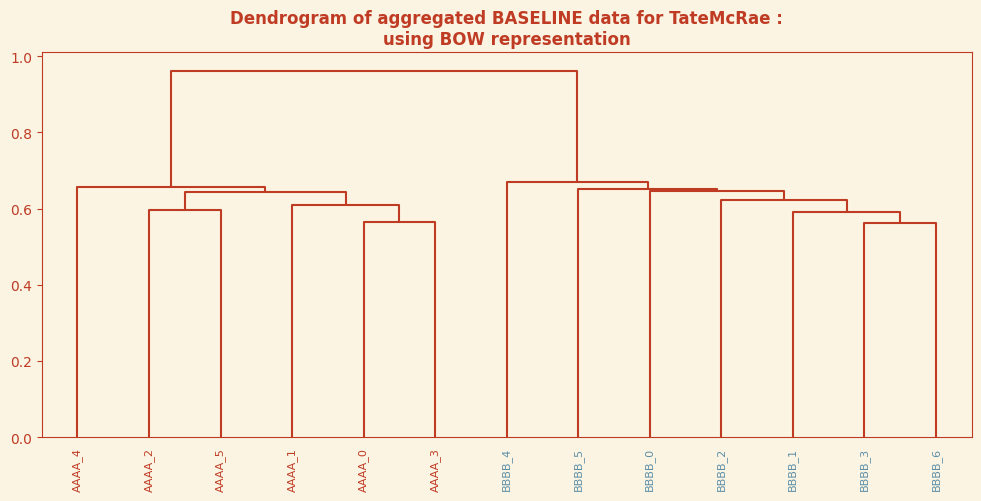 Dendrogram of aggregated BASELINE data for TateMcRae :
using BOW representation
1.0
0.8
0.6
0.4
0.2
0.0
AAAA_4
AAAA_2
AAAA_5
AAAA_1
AAAA_0
AAAA_3
BBBB_4
BBBB_5
BBBB_0
BBBB_2
BBBB_1
BBBB_3
BBBB_6